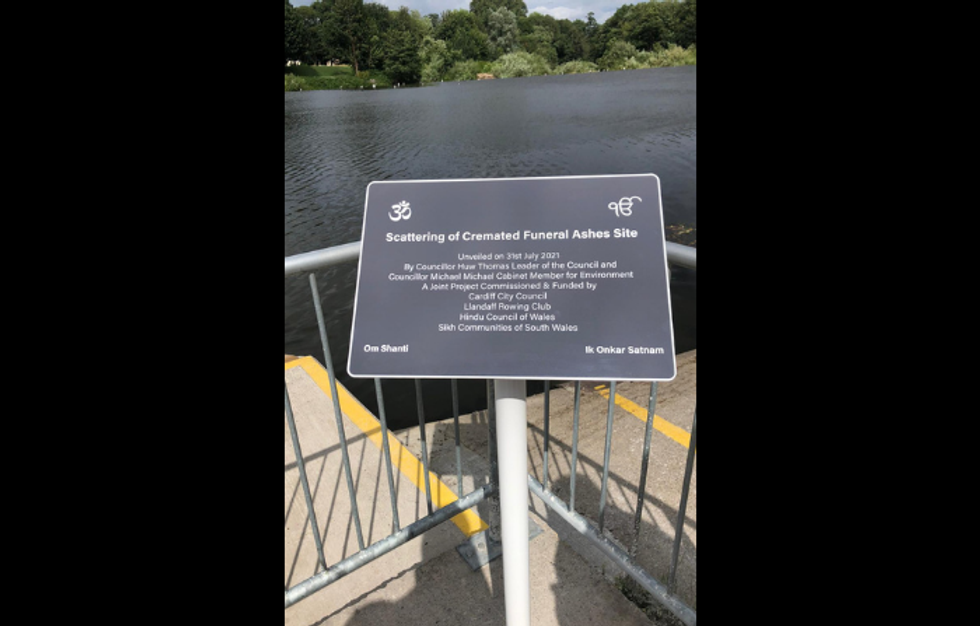 ॐ ੴ
Scattering of Cremated Funeral Ashes Site
Unveiled on 31st July 2021
By Councillor Huw Thomas Leader of the Council and
Councillor Michael Michael Cabinet Member for Environment
A Joint Project Commissioned & Funded by
Cardiff City Council
Llandaff Rowing Club
Hindu Council of Wales
Sikh Communities of South Wales
Om Shanti Ik Onkar Satnam